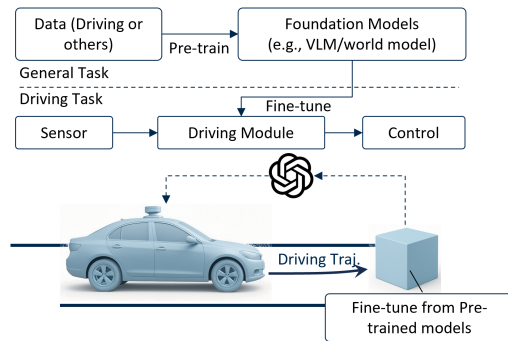 Data (Driving or
others)
Pre-train
Foundation Models
(e.g., VLM/world model)
General Task
Driving Task
Fine-tune
Sensor
Driving Module
Control
Driving Traj.
Fine-tune from Pre-
trained models